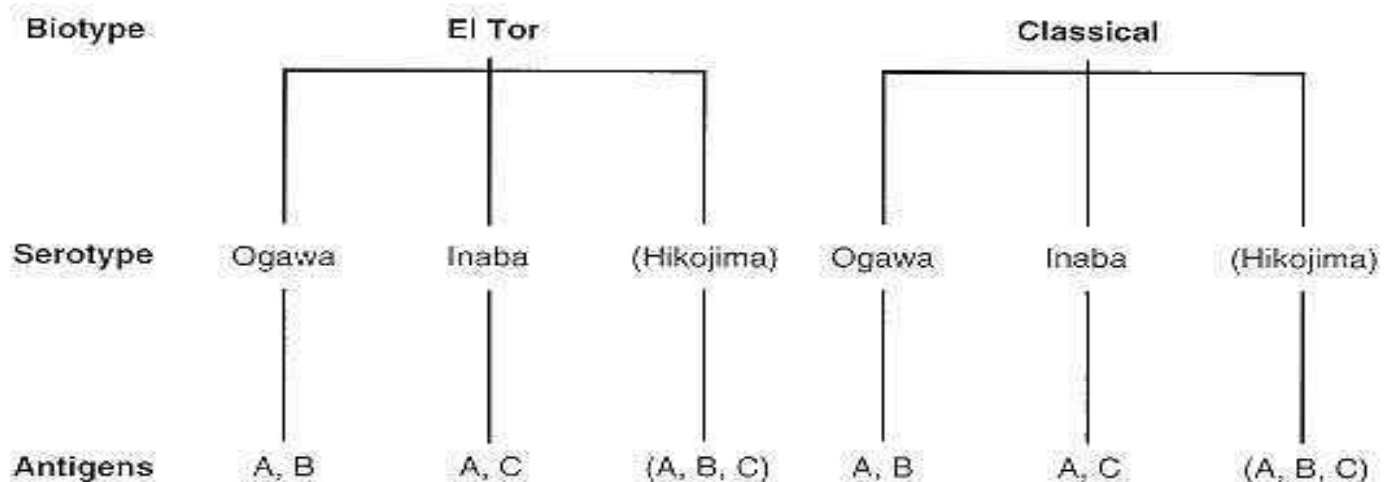 Biotype El Tor Classical
Serotype Ogawa Inaba (Hikojima) Ogawa Inaba (Hikojima)
Antigens A, B A, C (A, B, C) A, B A, C (A, B, C)